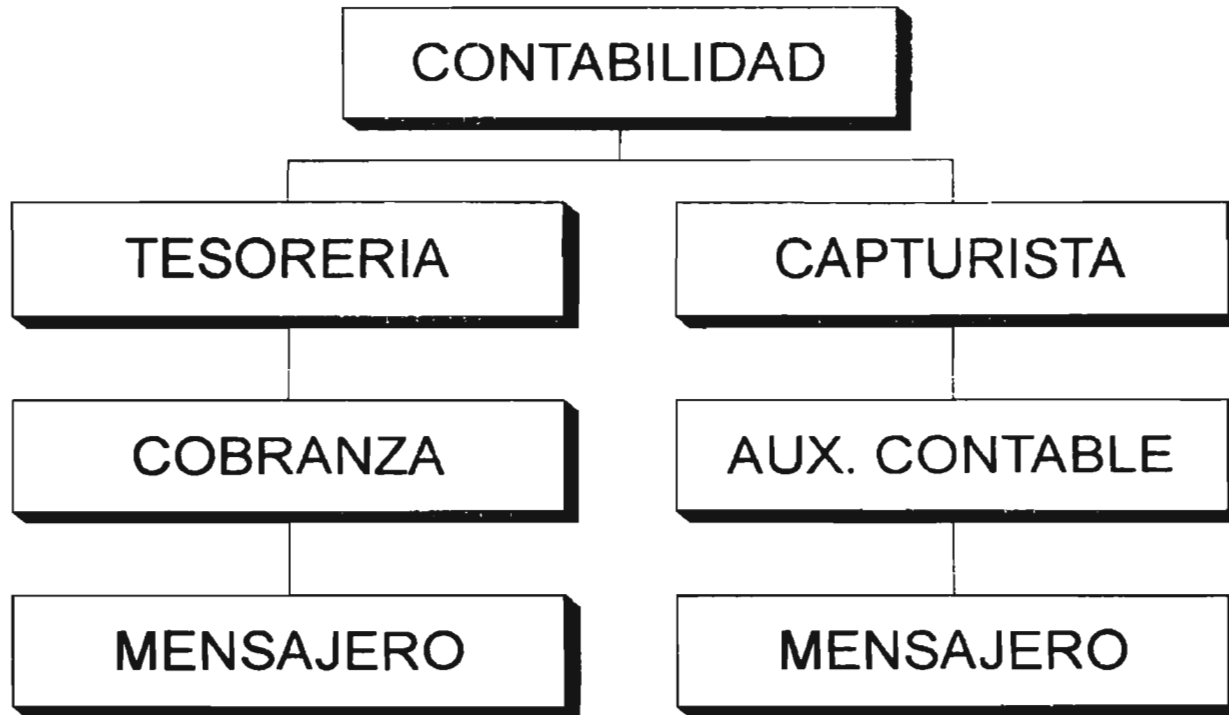 CONTABILIDAD
TESORERIA
CAPTURISTA
COBRANZA
AUX. CONTABLE
MENSAJERO
MENSAJERO